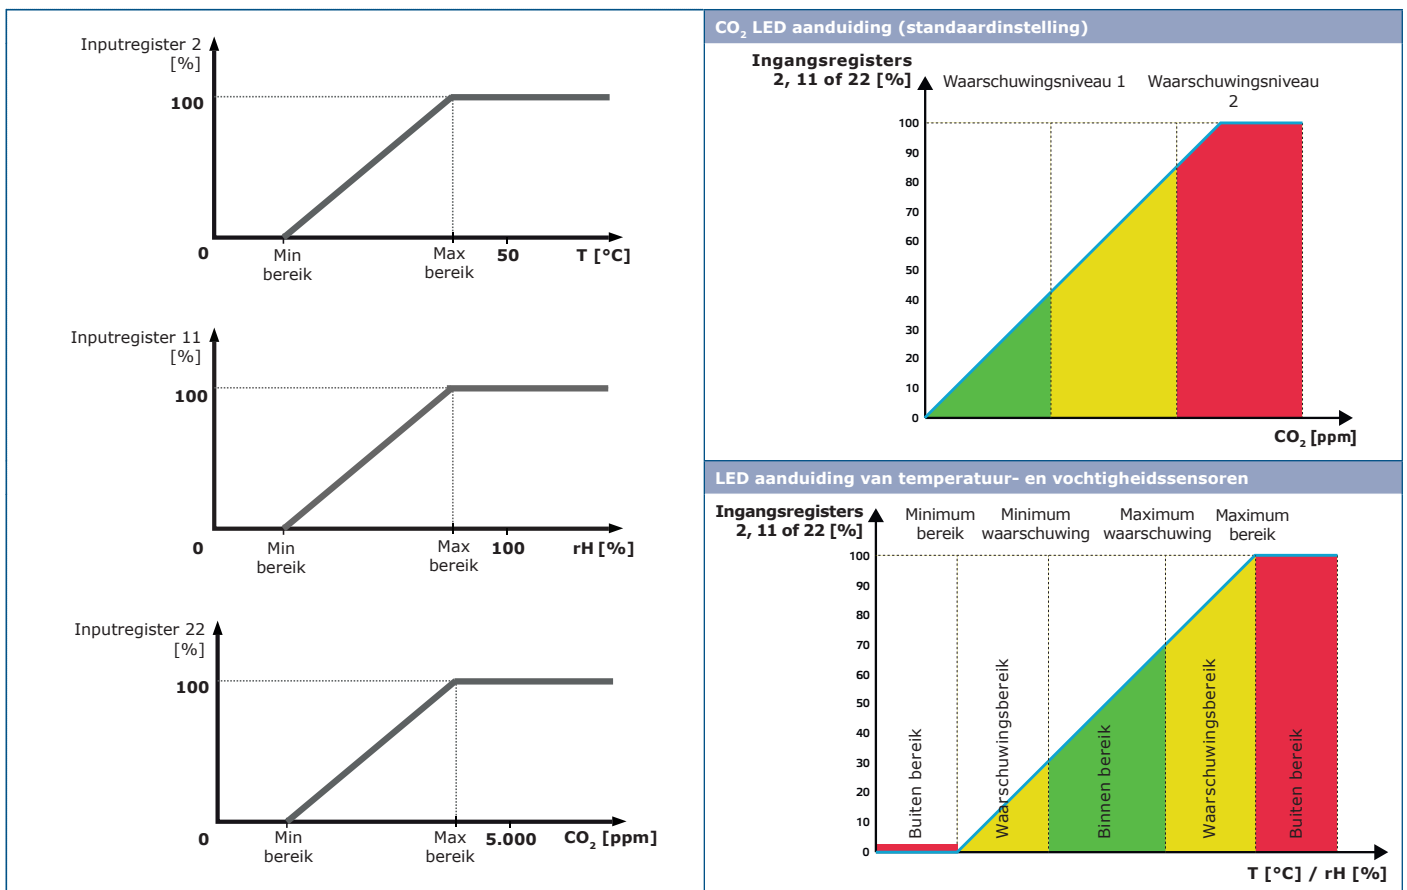 Inputregister 2
[%]
100
0
Min
bereik
Max
bereik
50
T [°C]
Inputregister 11
[%]
100
0
Min
bereik
Max
bereik
100
rH [%]
Inputregister 22
[%]
100
0
Min
bereik
Max
bereik
5.000
CO2 [ppm]
CO2 LED aanduiding (standaardinstelling)
Ingangsregisters
2, 11 of 22 [%]
Waarschuwingsniveau 1
Waarschuwingsniveau
2
100
90
80
70
60
50
40
30
20
10
0
CO2 [ppm]
LED aanduiding van temperatuur- en vochtigheidssensoren
Ingangsregisters
2, 11 of 22 [%]
Minimum
bereik
Minimum
waarschuwing
Maximum
waarschuwing
Maximum
bereik
100
90
80
70
60
50
40
30
20
10
0
Buiten bereik
Waarschuwingsbereik
Binnen bereik
Waarschuwingsbereik
Buiten bereik
T [°C] / rH [%]